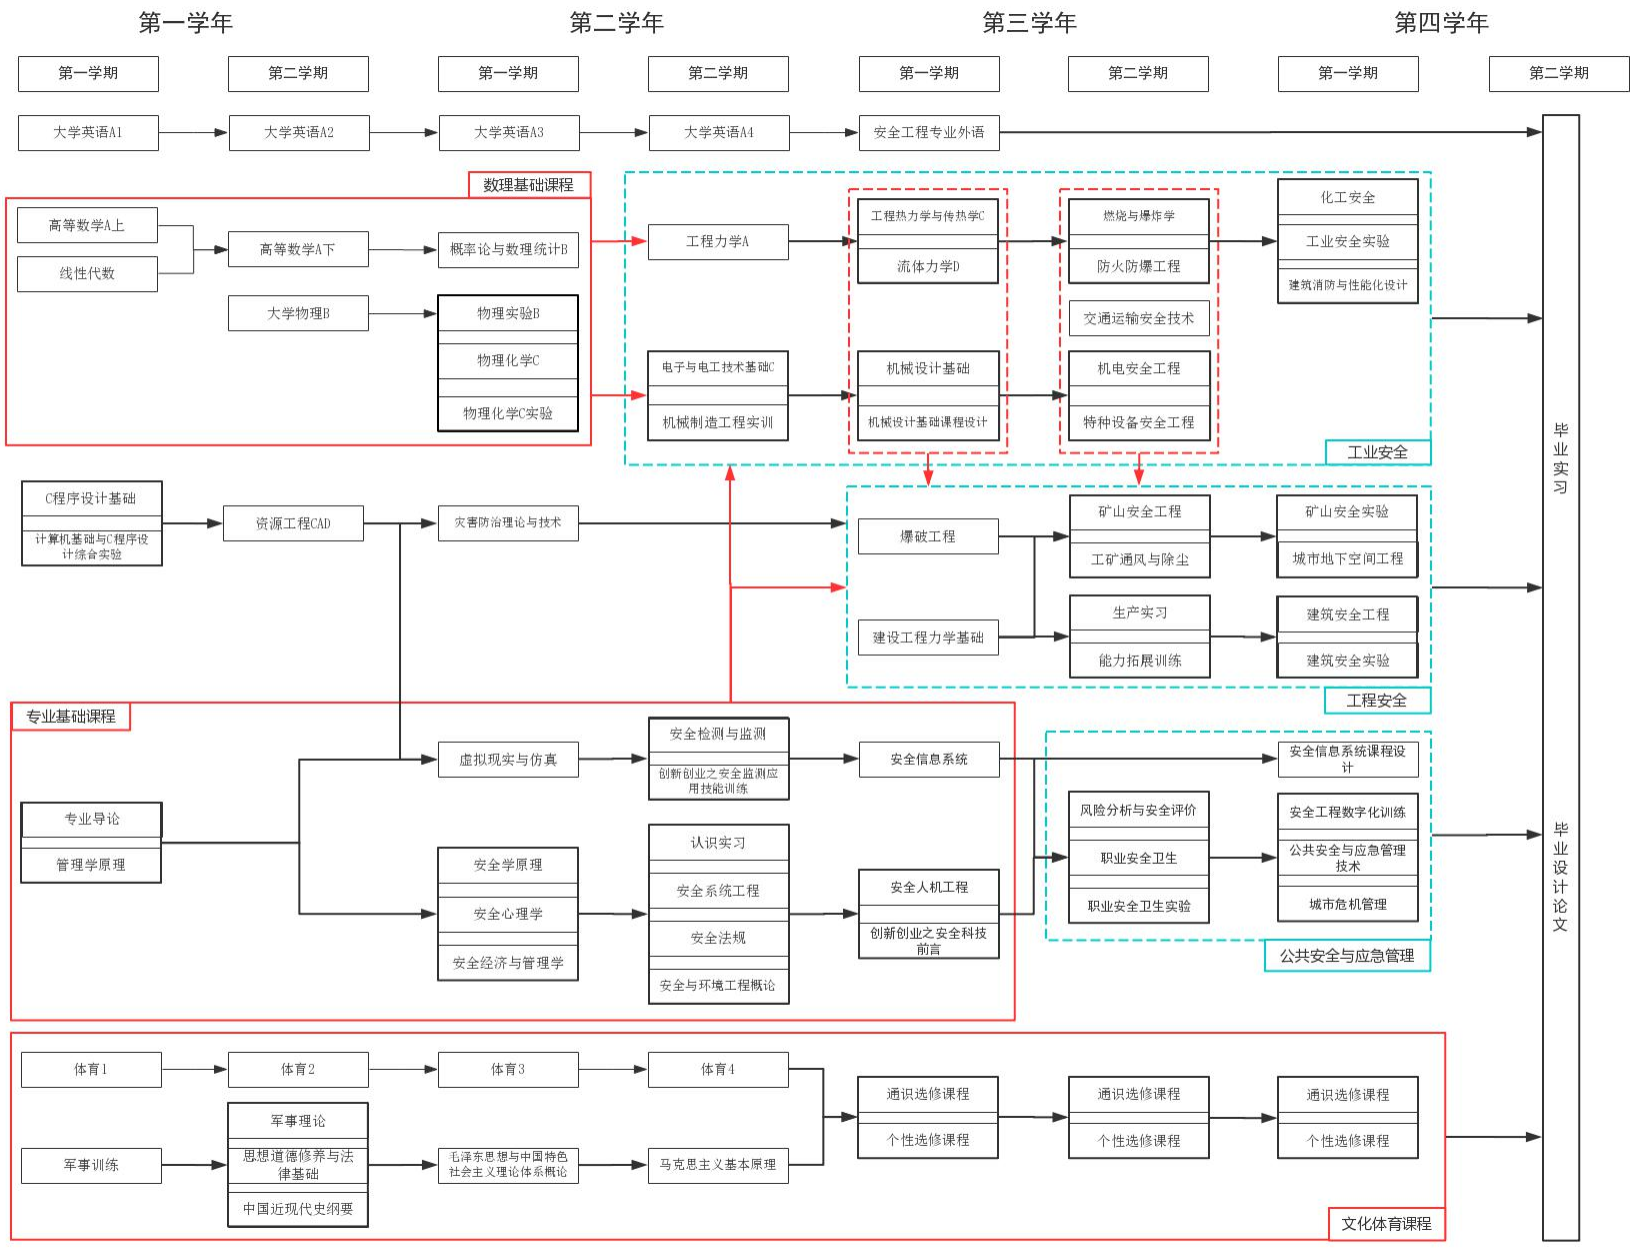 第一学年
第二学年
第三学年
第四学年
第一学期
第二学期
第一学期
第二学期
第一学期
第二学期
第一学期
第二学期
大学英语A1
大学英语A2
大学英语A3
大学英语A4
安全工程专业外语
数理基础课程
高等数学A上
线性代数
高等数学A下
概率论与数理统计B
大学物理B
物理实验B
物理化学C
物理化学C实验
工程力学A
工程热力学与传热学C
流体力学D
燃烧与爆炸学
防火防爆工程
化工安全
工业安全实验
建筑消防与性能化设计
交通运输安全技术
电子与电工技术基础C
机械制造工程实训
机械设计基础
机械设计基础课程设计
机电安全工程
特种设备安全工程
工业安全
C程序设计基础
计算机基础与C程序设
计综合实验
资源工程CAD
灾害防治理论与技术
爆破工程
建设工程力学基础
矿山安全工程
工矿通风与除尘
矿山安全实验
城市地下空间工程
生产实习
能力拓展训练
建筑安全工程
建筑安全实验
工程安全
专业基础课程
专业导论
管理学原理
虚拟现实与仿真
安全检测与监测
创新创业之安全监测应
用技能训练
安全信息系统
安全信息系统课程设
计
安全学原理
安全心理学
安全经济与管理学
认识实习
安全系统工程
安全法规
安全与环境工程概论
安全人机工程
创新创业之安全科技
前言
风险分析与安全评价
职业安全卫生
职业安全卫生实验
安全工程数字化训练
公共安全与应急管理
技术
城市危机管理
公共安全与应急管理
体育1
体育2
体育3
体育4
军事训练
军事理论
思想道德修养与法
律基础
中国近现代史纲要
毛泽东思想与中国特色
社会主义理论体系概论
马克思主义基本原理
通识选修课程
个性选修课程
通识选修课程
个性选修课程
通识选修课程
个性选修课程
文化体育课程
毕业实习
毕业设计论文